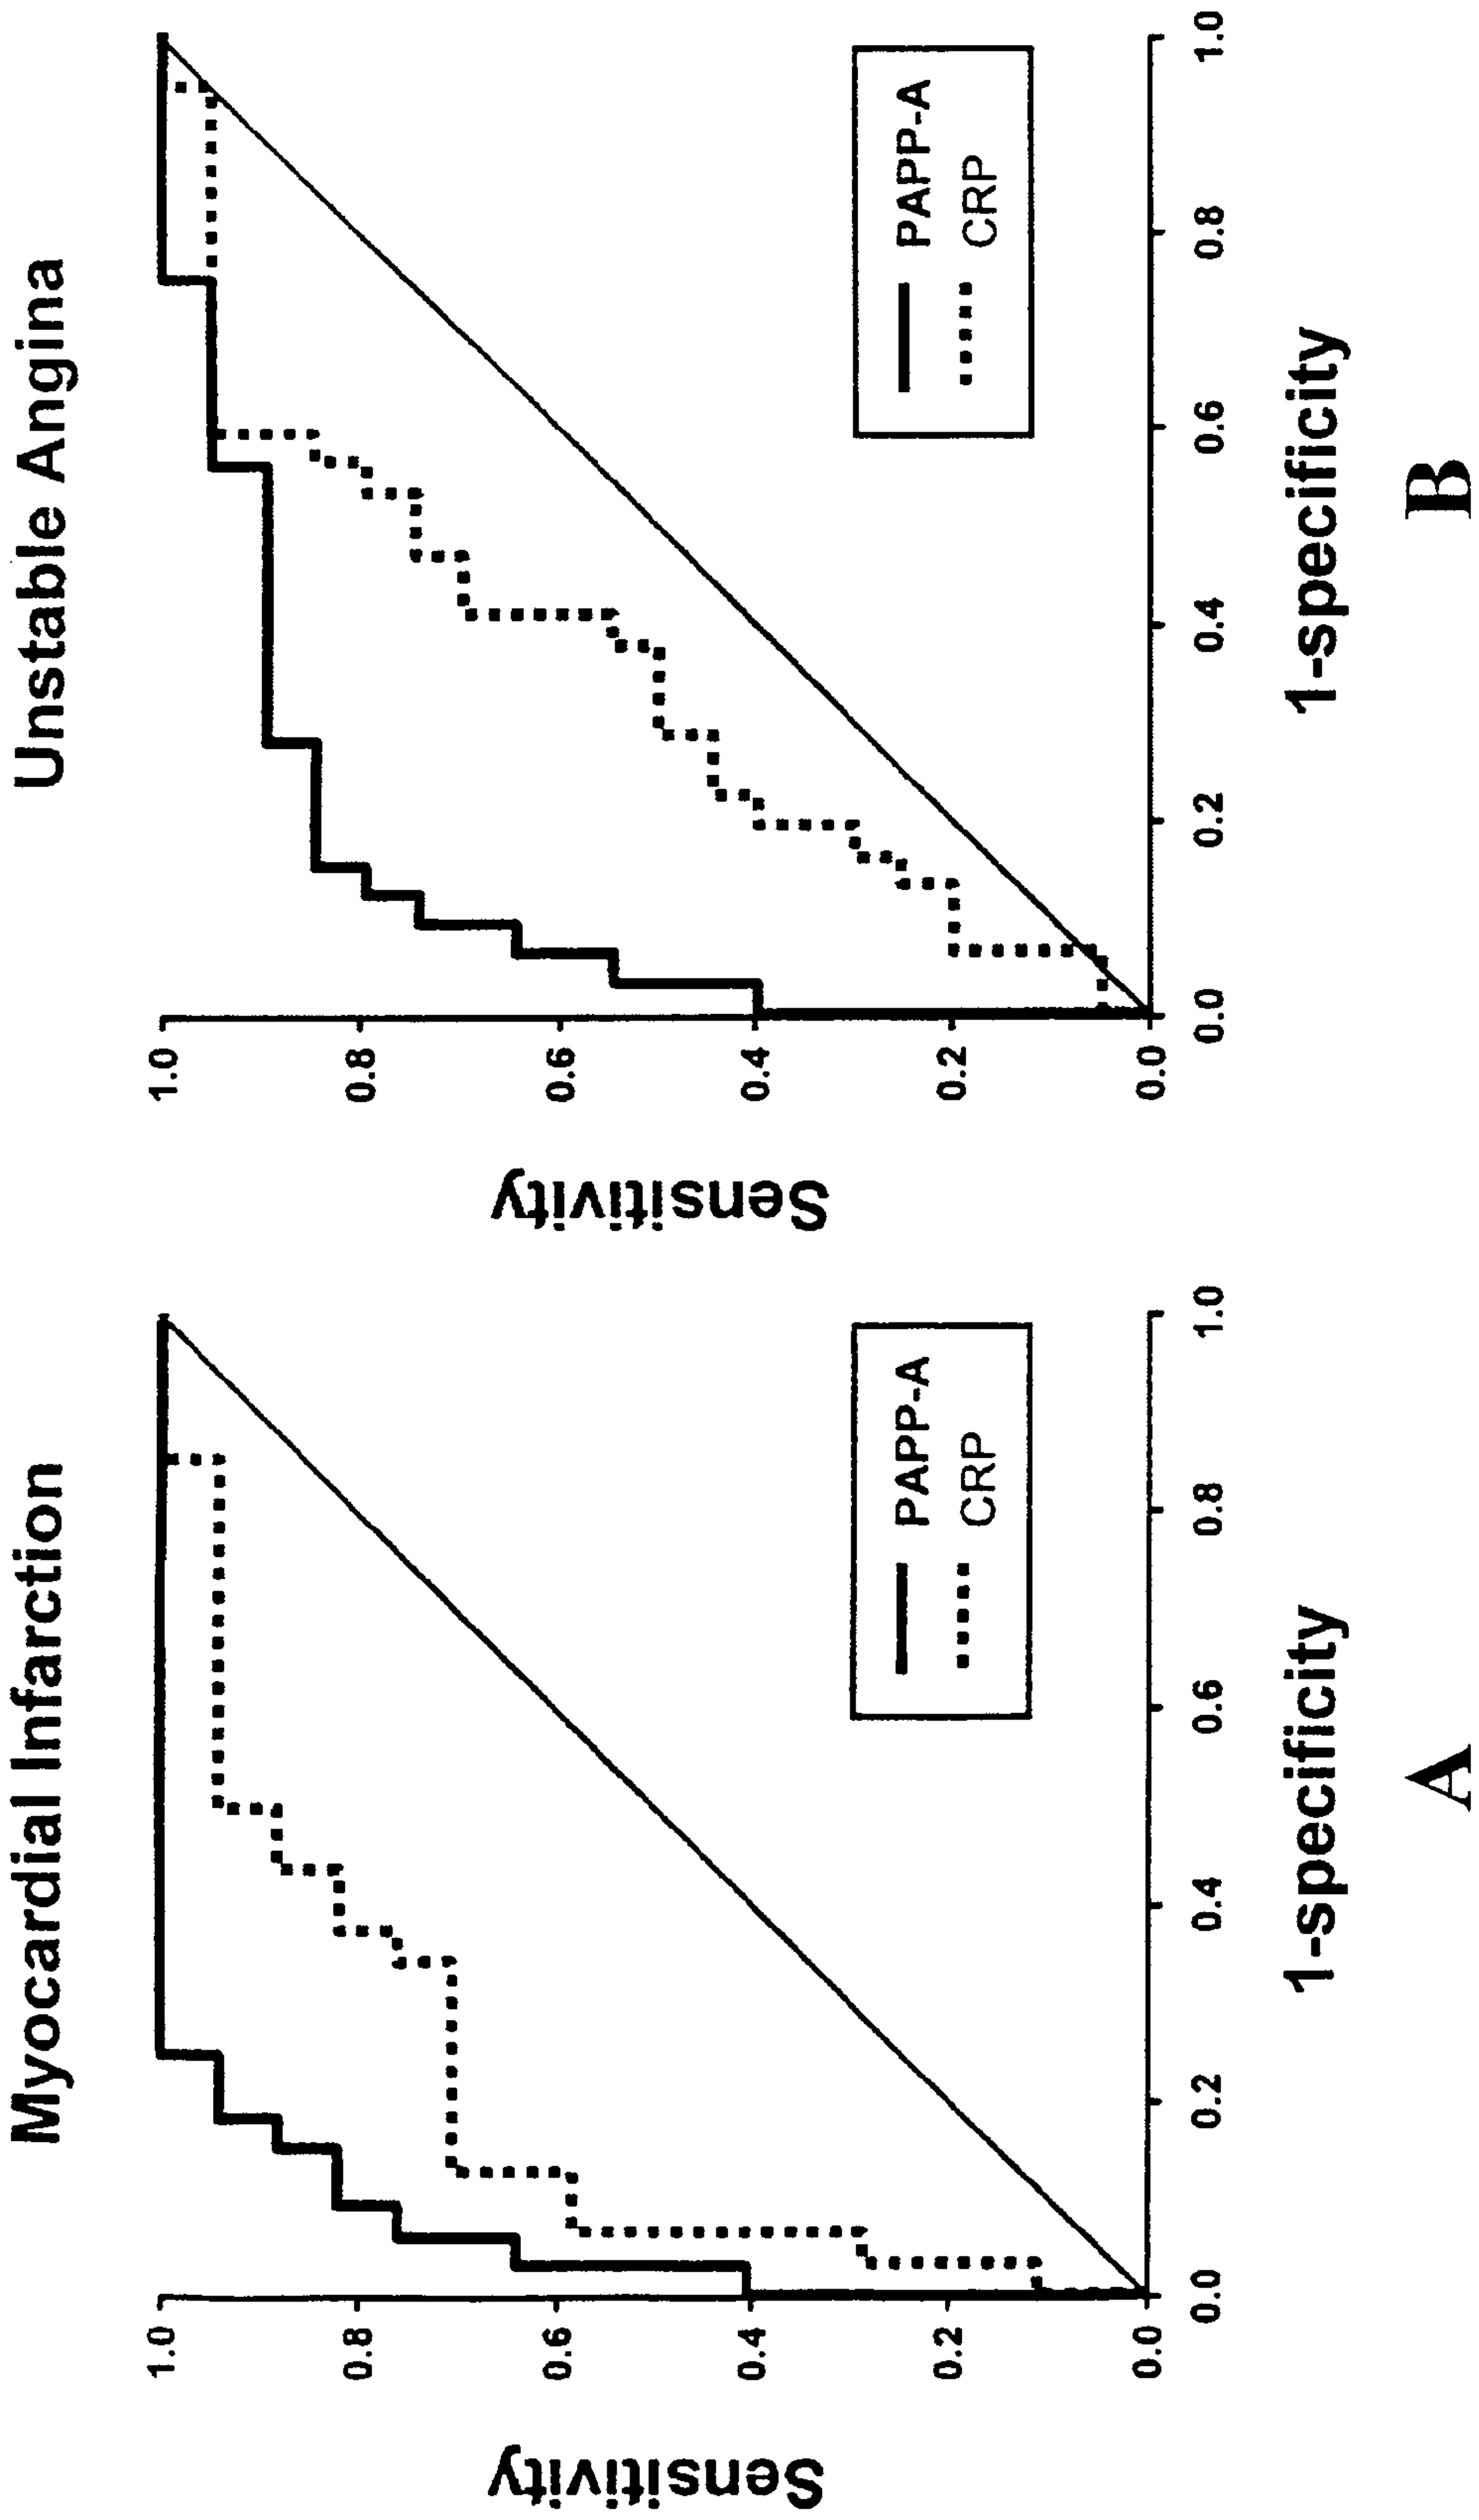 Myocardial Infarction
Sensitivity
1.0
0.8
0.6
0.4
0.2
0.0
0.0 0.2 0.4 0.6 0.8 1.0
PAPP-A
CRP
1-specificity
A
Unstable Angina
Sensitivity
1.0
0.8
0.6
0.4
0.2
0.0
0.0 0.2 0.4 0.6 0.8 1.0
PAPP-A
CRP
1-specificity
B